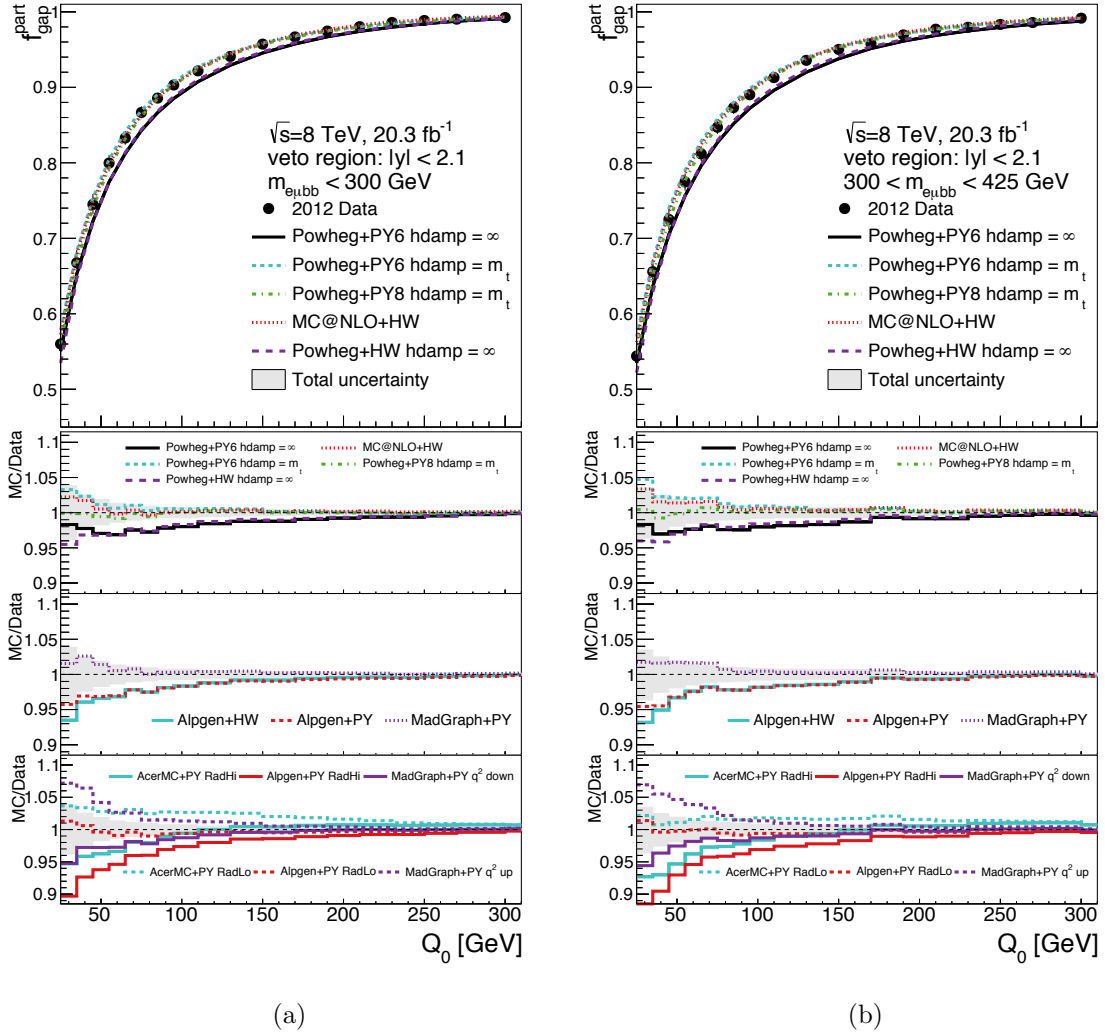 f_gap^part
1
0.9
0.8
0.7
0.6
0.5
√s=8 TeV, 20.3 fb⁻¹
veto region: |y| < 2.1
m_eμbb < 300 GeV
2012 Data
Powheg+PY6 hdamp = ∞
Powheg+PY6 hdamp = m_t
Powheg+PY8 hdamp = m_t
MC@NLO+HW
Powheg+HW hdamp = ∞
Total uncertainty
MC/Data
1.1
1.05
1
0.95
0.9
Powheg+PY6 hdamp = ∞ MC@NLO+HW
Powheg+PY6 hdamp = m_t Powheg+PY8 hdamp = m_t
Powheg+HW hdamp = ∞
MC/Data
1.1
1.05
1
0.95
0.9
Alpgen+HW Alpgen+PY MadGraph+PY
MC/Data
1.1
1.05
1
0.95
0.9
AcerMC+PY RadHi Alpgen+PY RadHi MadGraph+PY q² down
AcerMC+PY RadLo Alpgen+PY RadLo MadGraph+PY q² up
50 100 150 200 250 300
Q_0 [GeV]
(a)
f_gap^part
1
0.9
0.8
0.7
0.6
0.5
√s=8 TeV, 20.3 fb⁻¹
veto region: |y| < 2.1
300 < m_eμbb < 425 GeV
2012 Data
Powheg+PY6 hdamp = ∞
Powheg+PY6 hdamp = m_t
Powheg+PY8 hdamp = m_t
MC@NLO+HW
Powheg+HW hdamp = ∞
Total uncertainty
MC/Data
1.1
1.05
1
0.95
0.9
Powheg+PY6 hdamp = ∞ MC@NLO+HW
Powheg+PY6 hdamp = m_t Powheg+PY8 hdamp = m_t
Powheg+HW hdamp = ∞
MC/Data
1.1
1.05
1
0.95
0.9
Alpgen+HW Alpgen+PY MadGraph+PY
MC/Data
1.1
1.05
1
0.95
0.9
AcerMC+PY RadHi Alpgen+PY RadHi MadGraph+PY q² down
AcerMC+PY RadLo Alpgen+PY RadLo MadGraph+PY q² up
50 100 150 200 250 300
Q_0 [GeV]
(b)